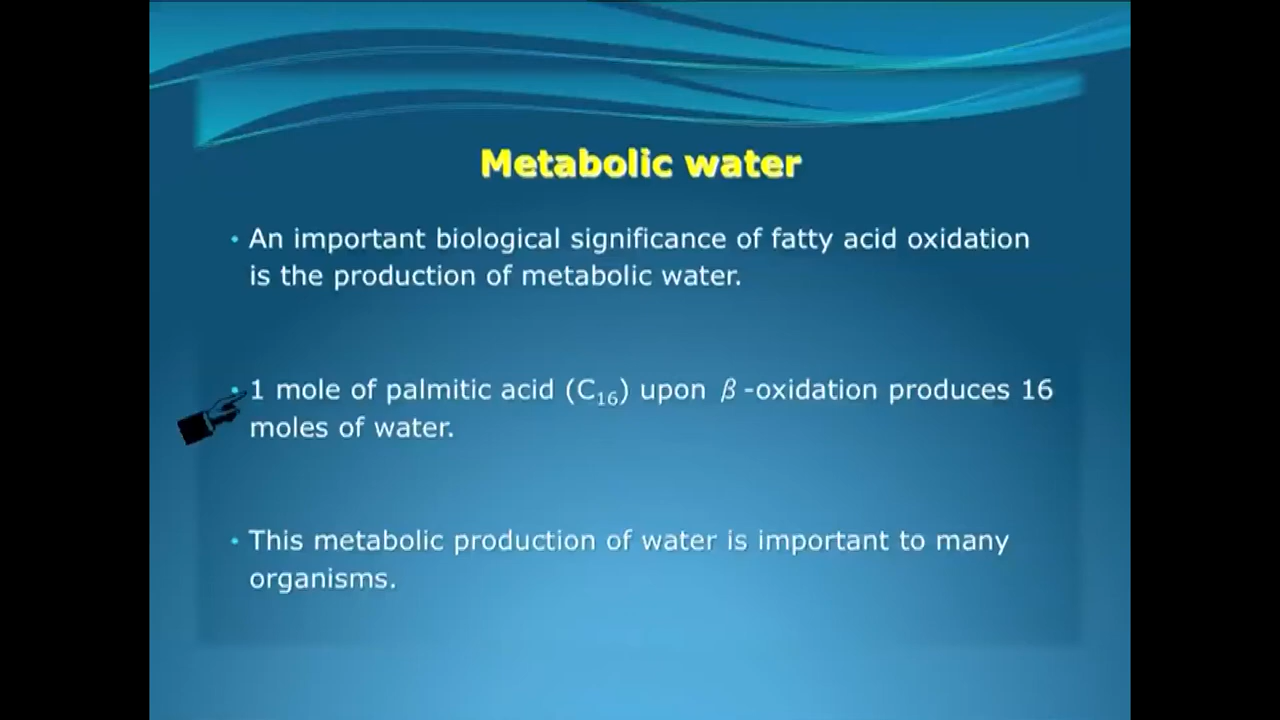 Metabolic water
• An important biological significance of fatty acid oxidation
is the production of metabolic water.
• 1 mole of palmitic acid (C₁₆) upon β-oxidation produces 16
moles of water.
• This metabolic production of water is important to many
organisms.